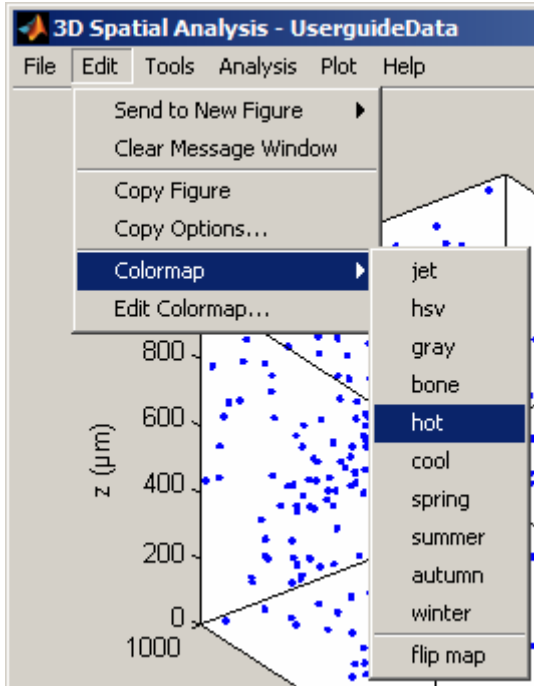 3D Spatial Analysis - UserguideData
File Edit Tools Analysis Plot Help
Send to New Figure
Clear Message Window
Copy Figure
Copy Options...
Colormap
Edit Colormap...
jet
hsv
gray
bone
hot
cool
spring
summer
autumn
winter
flip map
z (µm)
800
600
400
200
0
1000